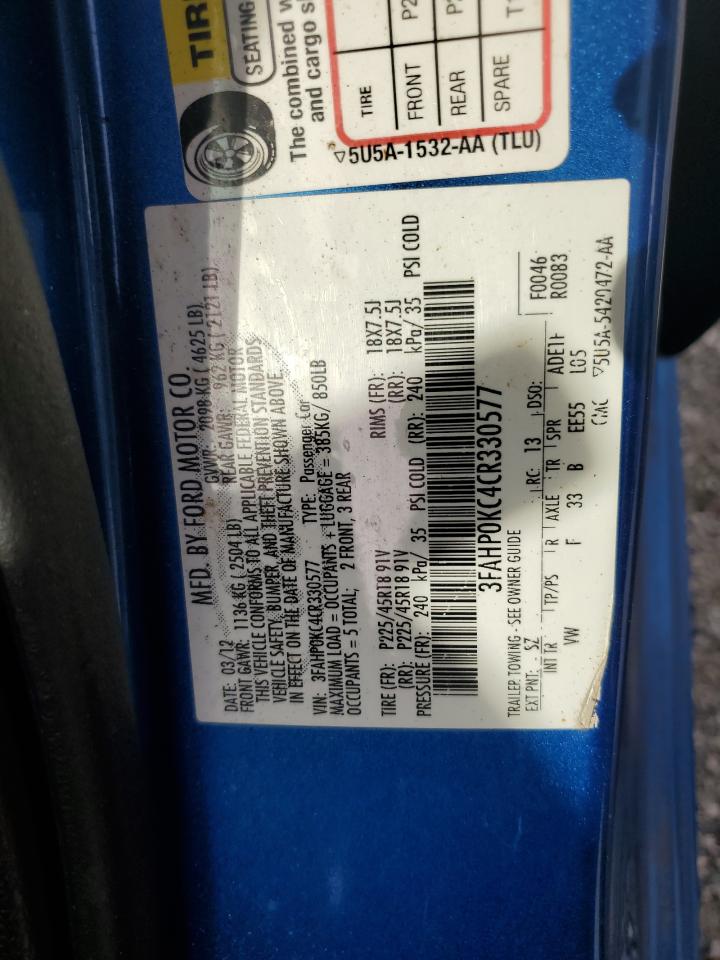 TIR
SEATING
The combined w
and cargo s
TIRE
FRONT P2
REAR P2
SPARE T1
▽5U5A-1532-AA (TLU)
MFD. BY FORD MOTOR CO.
DATE: 03/12 GVWR: 2098 KG ( 4625 LB)
FRONT GAWR: 1136 KG ( 2504 LB) REAR GAWR: 962 KG ( 2121 LB)
THIS VEHICLE CONFORMS TO ALL APPLICABLE FEDERAL MOTOR
VEHICLE SAFETY, BUMPER, AND THEFT PREVENTION STANDARDS
IN EFFECT ON THE DATE OF MANUFACTURE SHOWN ABOVE.
VIN: 3FAHP0KC4CR330577 TYPE: Passenger Car
MAXIMUM LOAD = OCCUPANTS + LUGGAGE = 385KG/ 850LB
OCCUPANTS = 5 TOTAL; 2 FRONT, 3 REAR
TIRE (FR): P225/45R18 91V RIMS (FR): 18X7.5J
(RR): P225/45R18 91V (RR): 18X7.5J
PRESSURE (FR): 240 kPa/ 35 PSI COLD (RR): 240 kPa/ 35 PSI COLD
3FAHP0KC4CR330577
TRAILER TOWING - SEE OWNER GUIDE F0046
EXT PNT: SZ RC: 13 DSO: R0083
INT TR TP/PS R AXLE TR SPR
VW F 33 B EE55
▽5U5A-5420472-AA